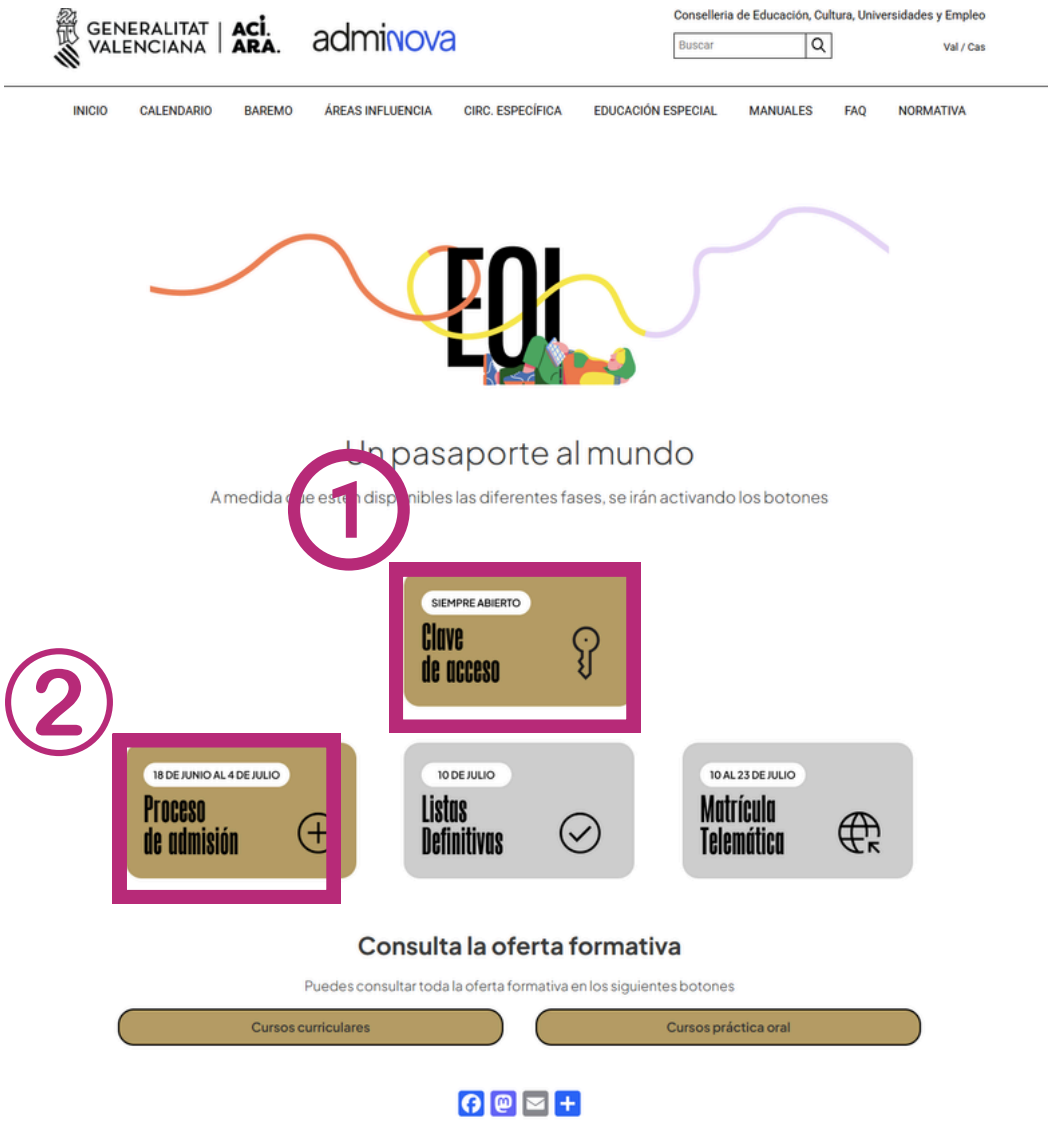 GENERALITAT
VALENCIANA
ACÍ.
ARA.
adminova
Conselleria de Educación, Cultura, Universidades y Empleo
Buscar
Val / Cas
INICIO CALENDARIO BAREMO ÁREAS INFLUENCIA CIRC. ESPECÍFICA EDUCACIÓN ESPECIAL MANUALES FAQ NORMATIVA
EOI
Un pasaporte al mundo
A medida que estén disponibles las diferentes fases, se irán activando los botones
1
SIEMPRE ABIERTO
Clave
de acceso
2
18 DE JUNIO AL 4 DE JULIO
Proceso
de admisión
10 DE JULIO
Listas
Definitivas
10 AL 23 DE JULIO
Matrícula
Telemática
Consulta la oferta formativa
Puedes consultar toda la oferta formativa en los siguientes botones
Cursos curriculares
Cursos práctica oral